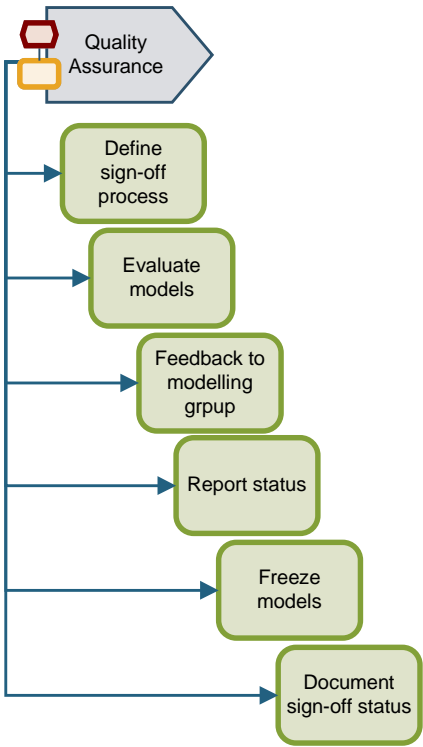 Quality
Assurance
Define
sign-off
process
Evaluate
models
Feedback to
modelling
grpup
Report status
Freeze
models
Document
sign-off status